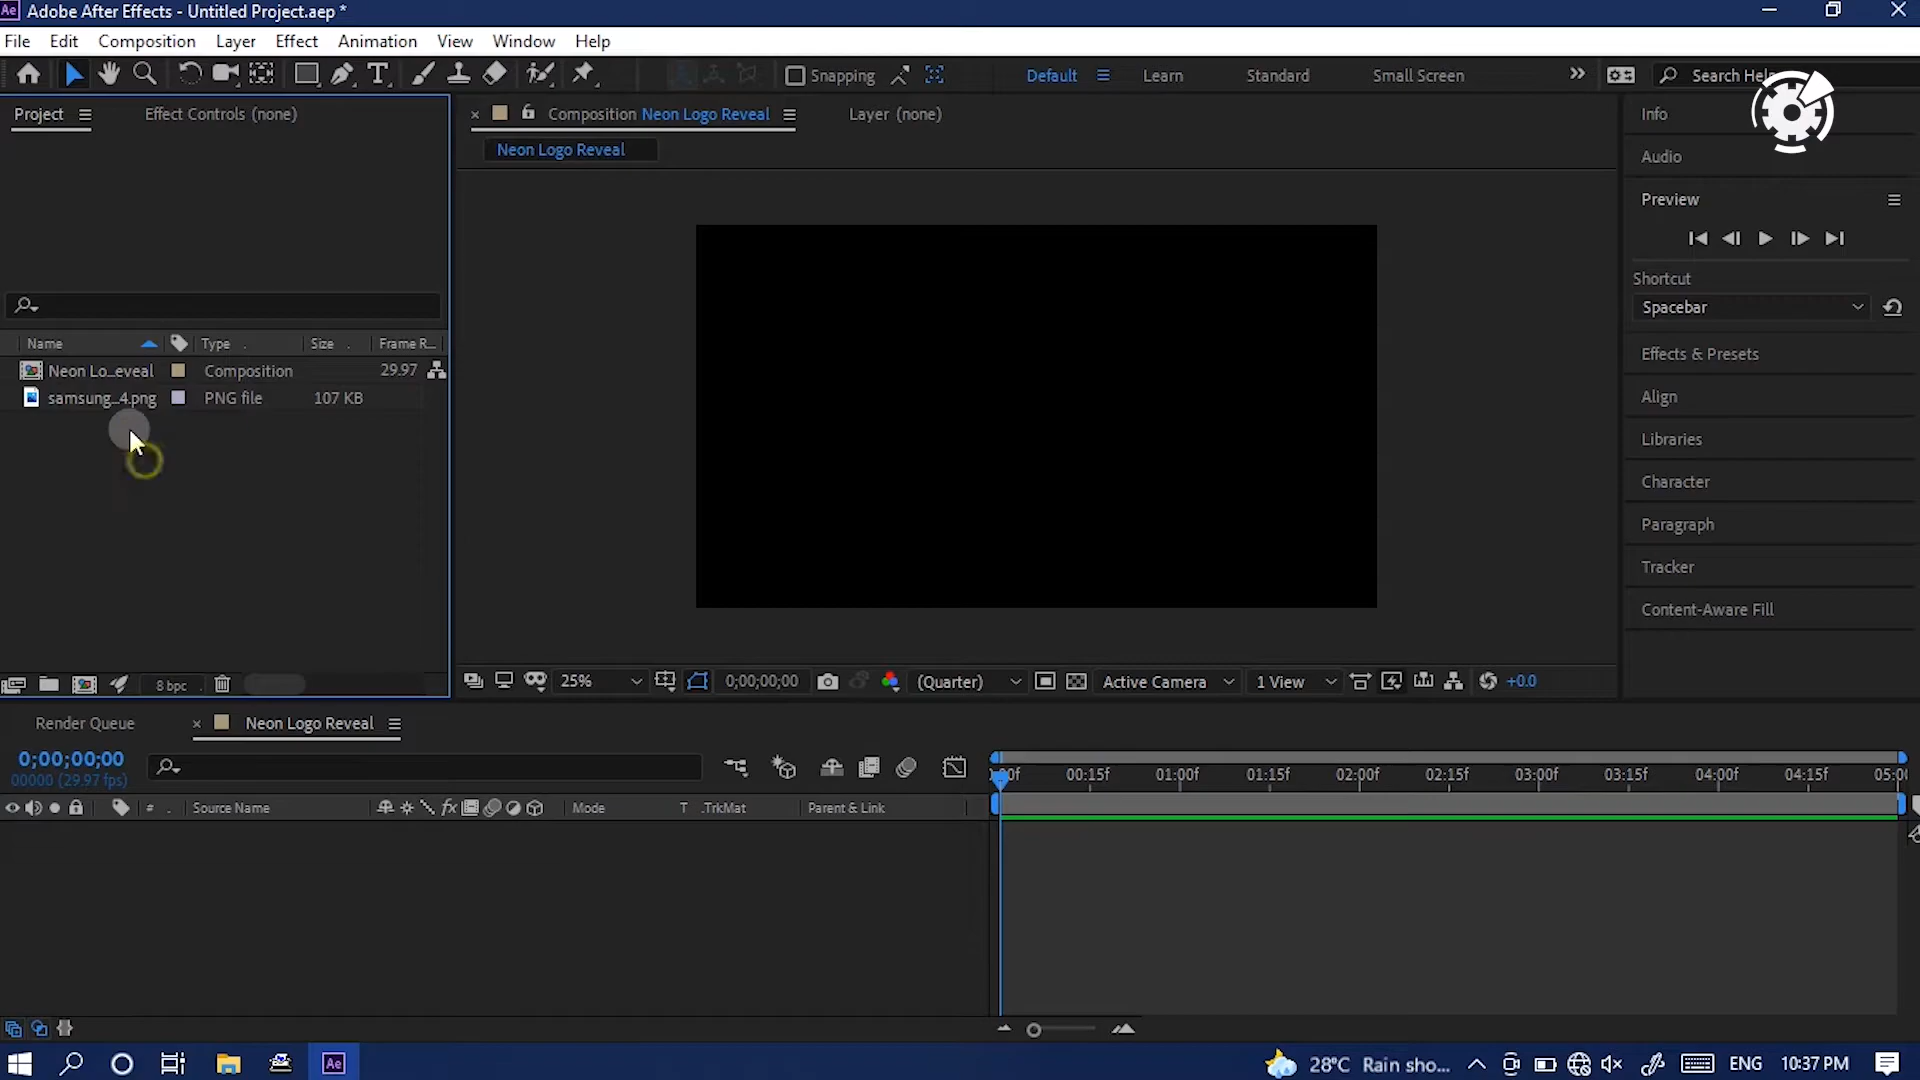 Ae Adobe After Effects - Untitled Project.aep *
File Edit Composition Layer Effect Animation View Window Help
Snapping Default Learn Standard Small Screen
Project Effect Controls (none)
Composition Neon Logo Reveal Layer (none)
Neon Logo Reveal
Info
Audio
Preview
Shortcut
Spacebar
Name Type Size Frame R...
Neon Lo...eveal Composition 29.97
samsung_4.png PNG file 107 KB
Effects & Presets
Align
Libraries
Character
Paragraph
Tracker
Content-Aware Fill
8 bpc
25% 0;00;00;00 (Quarter) Active Camera 1 View +0.0
Render Queue Neon Logo Reveal
0;00;00;00
00000 (29.97 fps)
00:15f 01:00f 01:15f 02:00f 02:15f 03:00f 03:15f 04:00f 04:15f
# Source Name fx Mode T .TrkMat Parent & Link
Ae 28°C Rain sho... ENG 10:37 PM